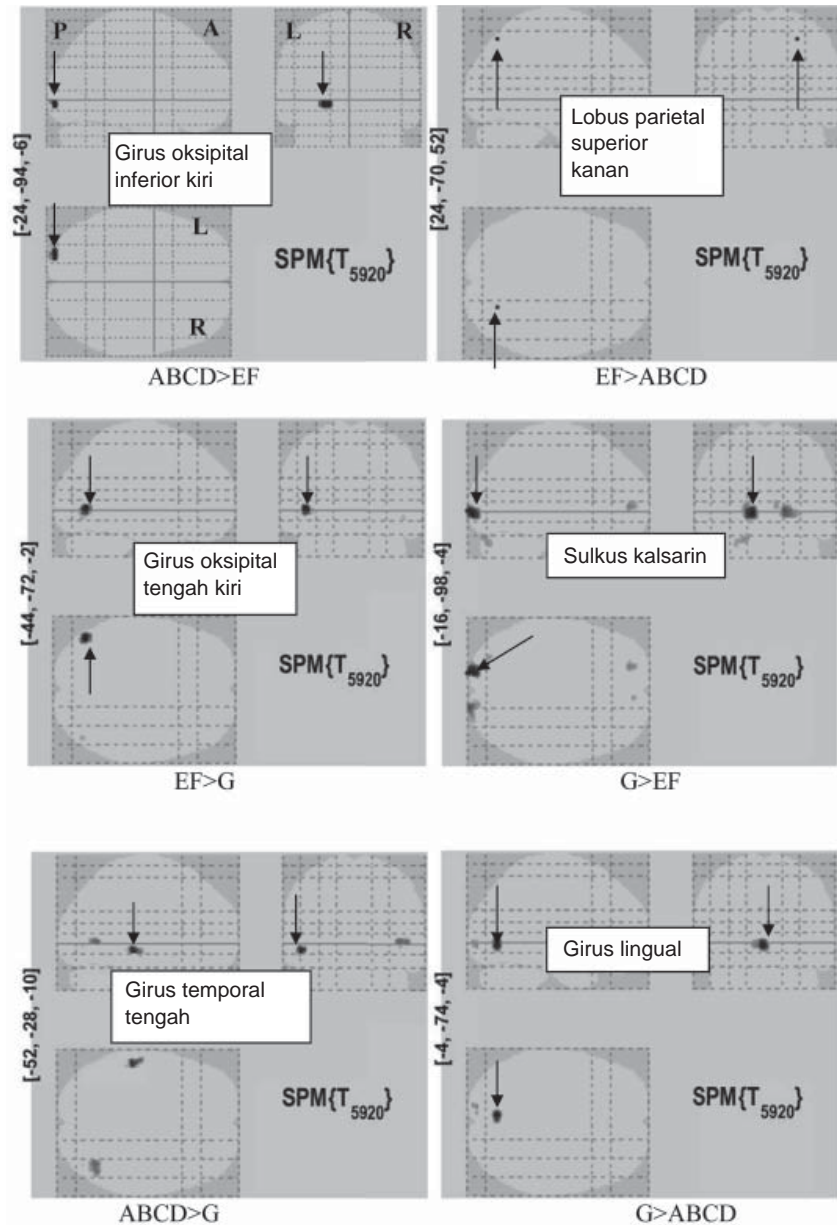 P A L R
[-24, -94, -6]
Girus oksipital
inferior kiri
L
R
SPM{T5920}
ABCD>EF
[24, -70, 52]
Lobus parietal
superior
kanan
SPM{T5920}
EF>ABCD
[-44, -72, -2]
Girus oksipital
tengah kiri
SPM{T5920}
EF>G
[-16, -98, -4]
Sulkus kalsarin
SPM{T5920}
G>EF
[-52, -28, -10]
Girus temporal
tengah
SPM{T5920}
ABCD>G
[-4, -74, -4]
Girus lingual
SPM{T5920}
G>ABCD